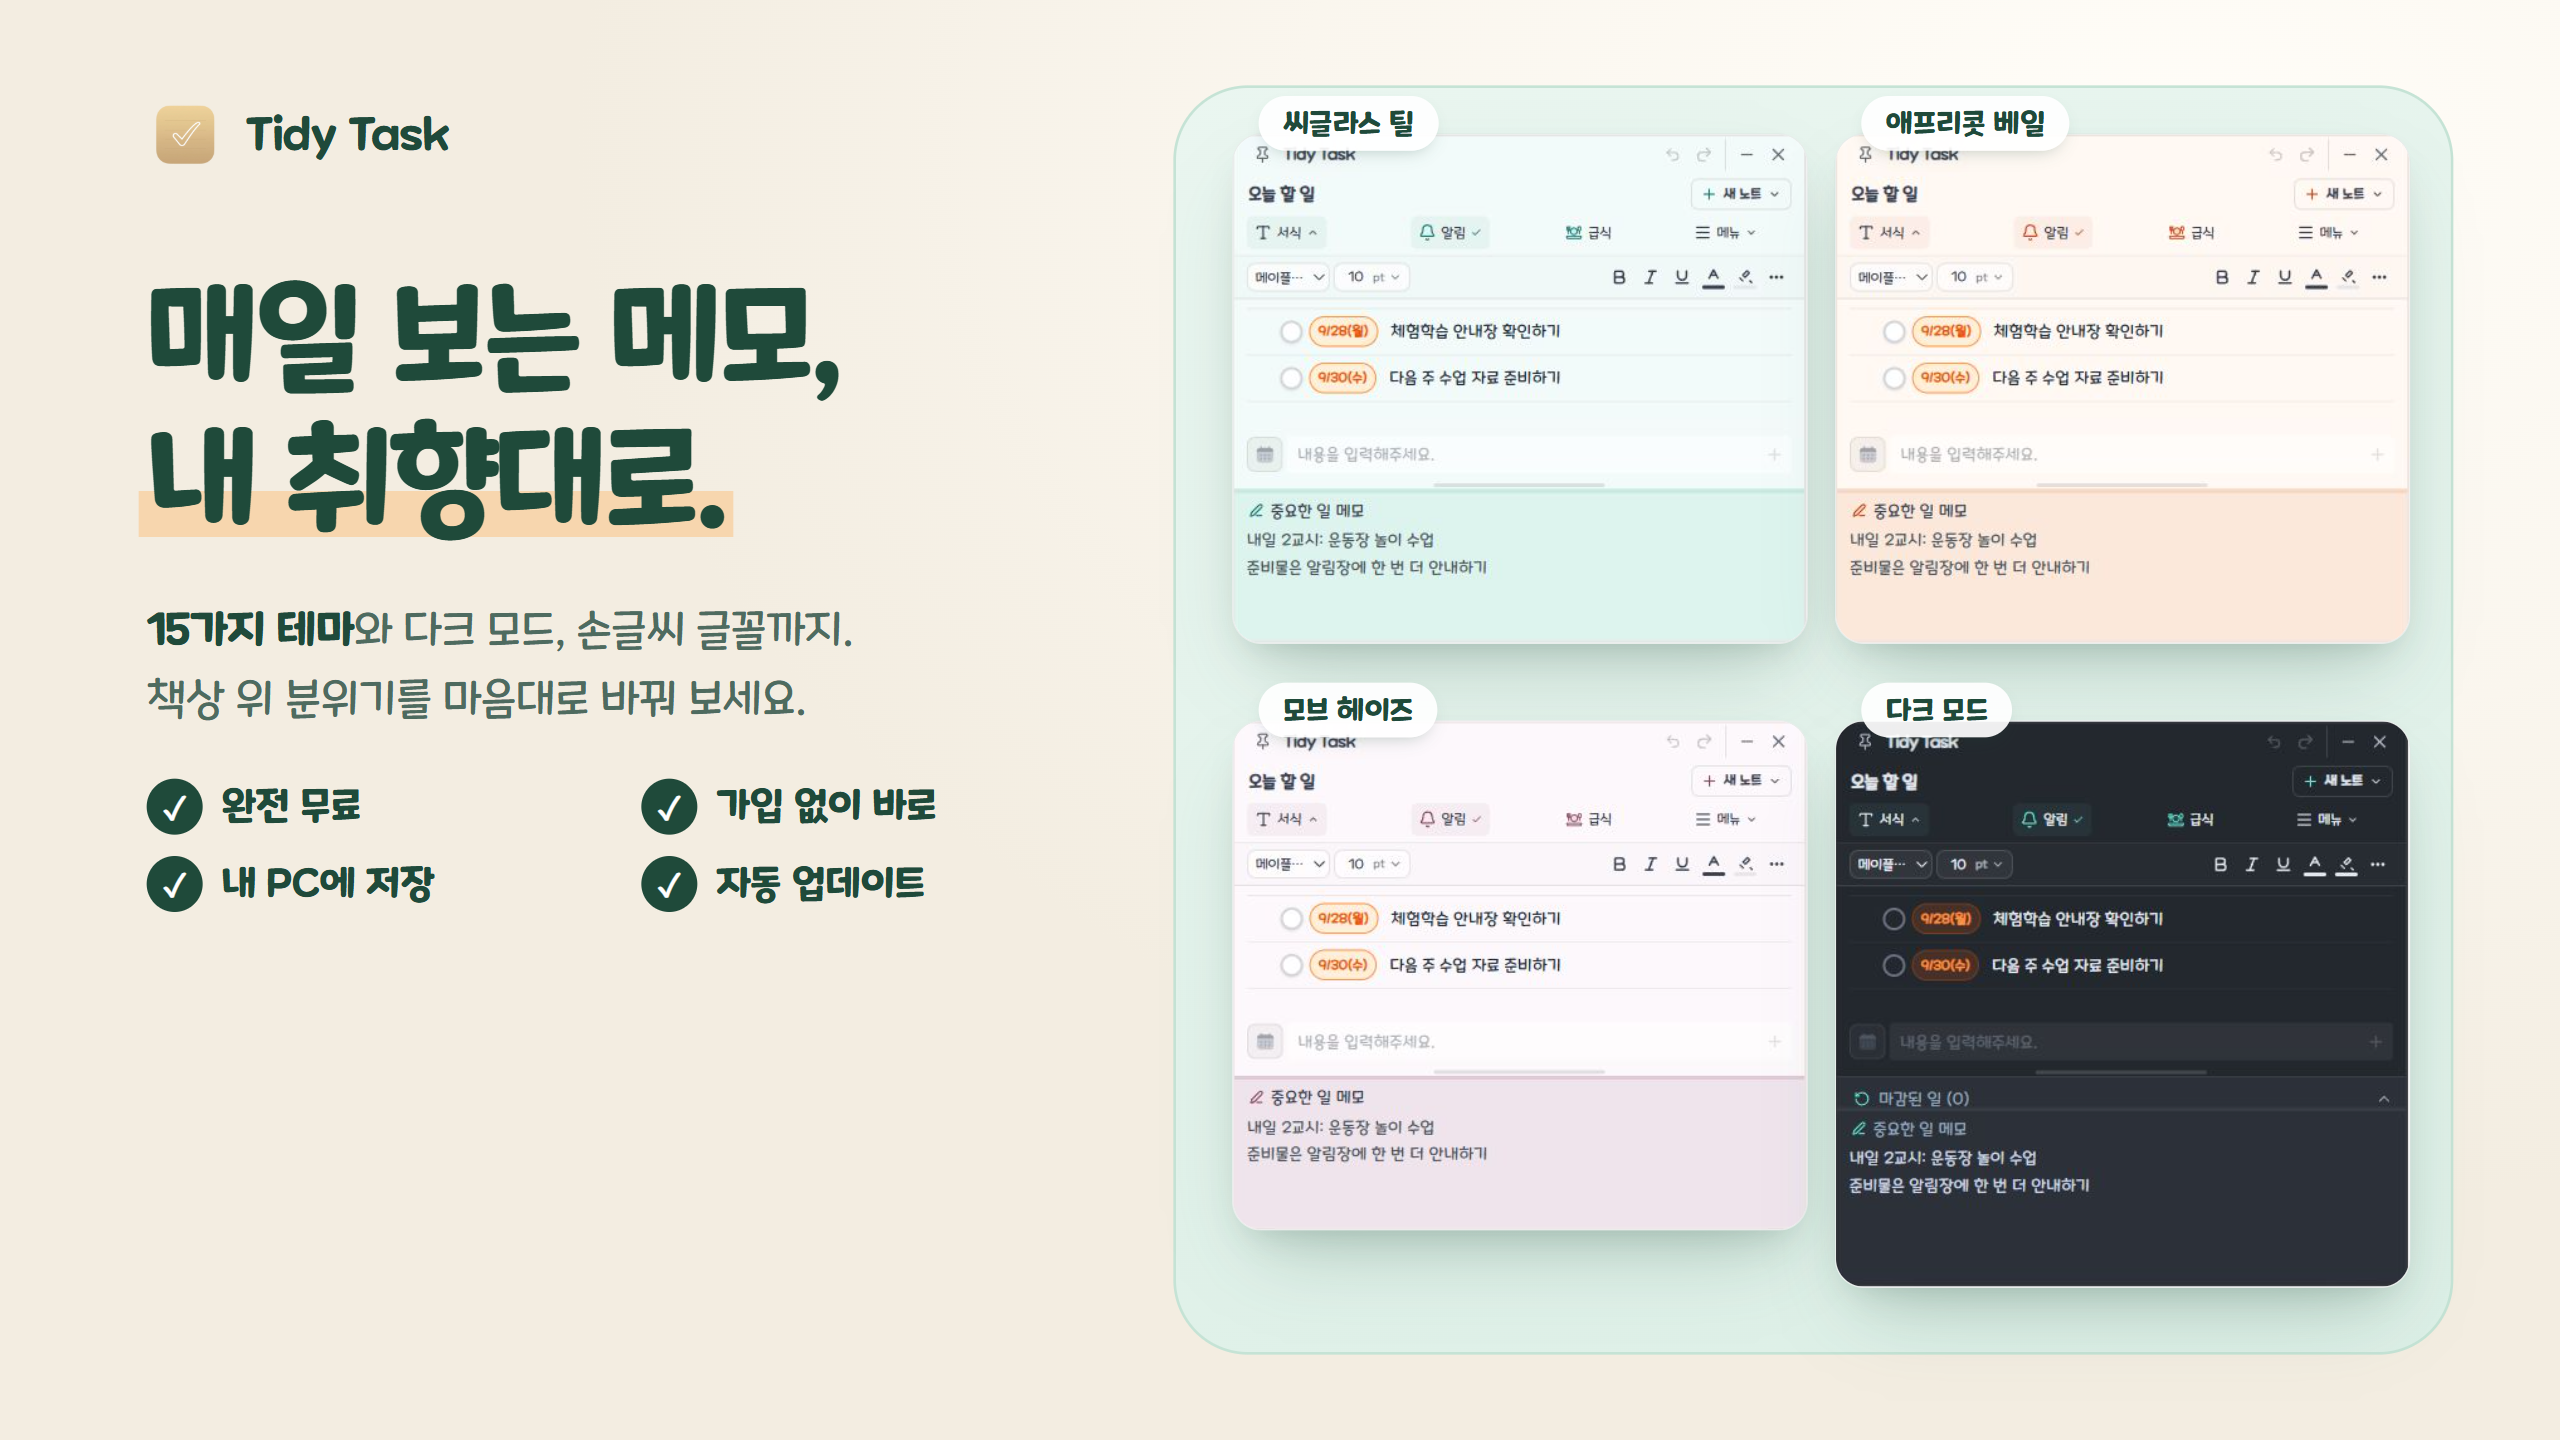 Tidy Task
매일 보는 메모,
내 취향대로.
15가지 테마와 다크 모드, 손글씨 글꼴까지.
책상 위 분위기를 마음대로 바꿔 보세요.
완전 무료
가입 없이 바로
내 PC에 저장
자동 업데이트
씨글라스 틸
Tidy Task
오늘 할 일
새 노트
서식 알림 급식 메뉴
메이플… 10 pt B I U A
9/28(월) 체험학습 안내장 확인하기
9/30(수) 다음 주 수업 자료 준비하기
내용을 입력해주세요.
중요한 일 메모
내일 2교시: 운동장 놀이 수업
준비물은 알림장에 한 번 더 안내하기
애프리콧 베일
Tidy Task
오늘 할 일
새 노트
서식 알림 급식 메뉴
메이플… 10 pt B I U A
9/28(월) 체험학습 안내장 확인하기
9/30(수) 다음 주 수업 자료 준비하기
내용을 입력해주세요.
중요한 일 메모
내일 2교시: 운동장 놀이 수업
준비물은 알림장에 한 번 더 안내하기
모브 헤이즈
Tidy Task
오늘 할 일
새 노트
서식 알림 급식 메뉴
메이플… 10 pt B I U A
9/28(월) 체험학습 안내장 확인하기
9/30(수) 다음 주 수업 자료 준비하기
내용을 입력해주세요.
중요한 일 메모
내일 2교시: 운동장 놀이 수업
준비물은 알림장에 한 번 더 안내하기
다크 모드
Tidy Task
오늘 할 일
새 노트
서식 알림 급식 메뉴
메이플… 10 pt B I U A
9/28(월) 체험학습 안내장 확인하기
9/30(수) 다음 주 수업 자료 준비하기
내용을 입력해주세요.
마감된 일 (0)
중요한 일 메모
내일 2교시: 운동장 놀이 수업
준비물은 알림장에 한 번 더 안내하기